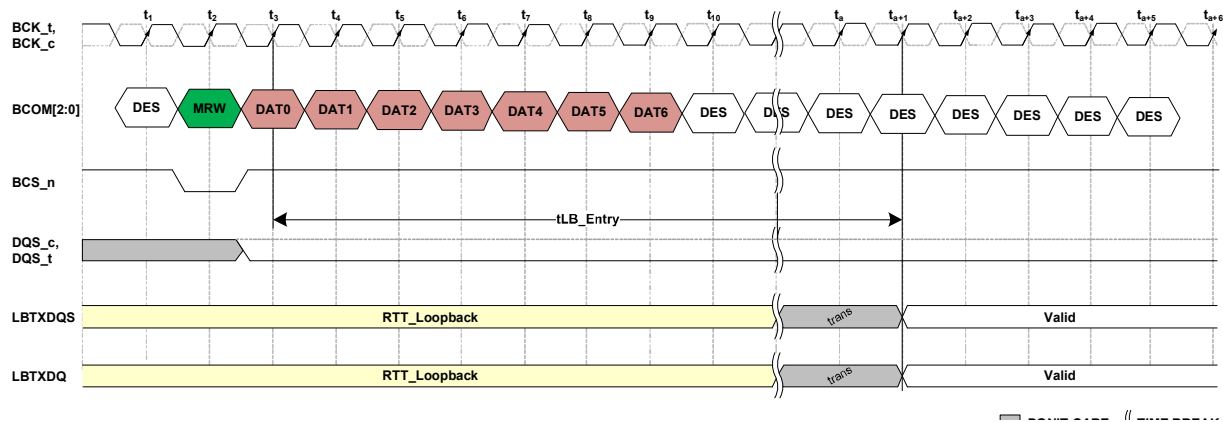 t1 t2 t3 t4 t5 t6 t7 t8 t9 t10 ta ta+1 ta+2 ta+3 ta+4 ta+5 ta+6
BCK_t,
BCK_c
BCOM[2:0] DES MRW DAT0 DAT1 DAT2 DAT3 DAT4 DAT5 DAT6 DES DES DES DES DES DES DES DES
BCS_n
tLB_Entry
DQS_c,
DQS_t
LBTXDQS RTT_Loopback trans Valid
LBTXDQ RTT_Loopback trans Valid